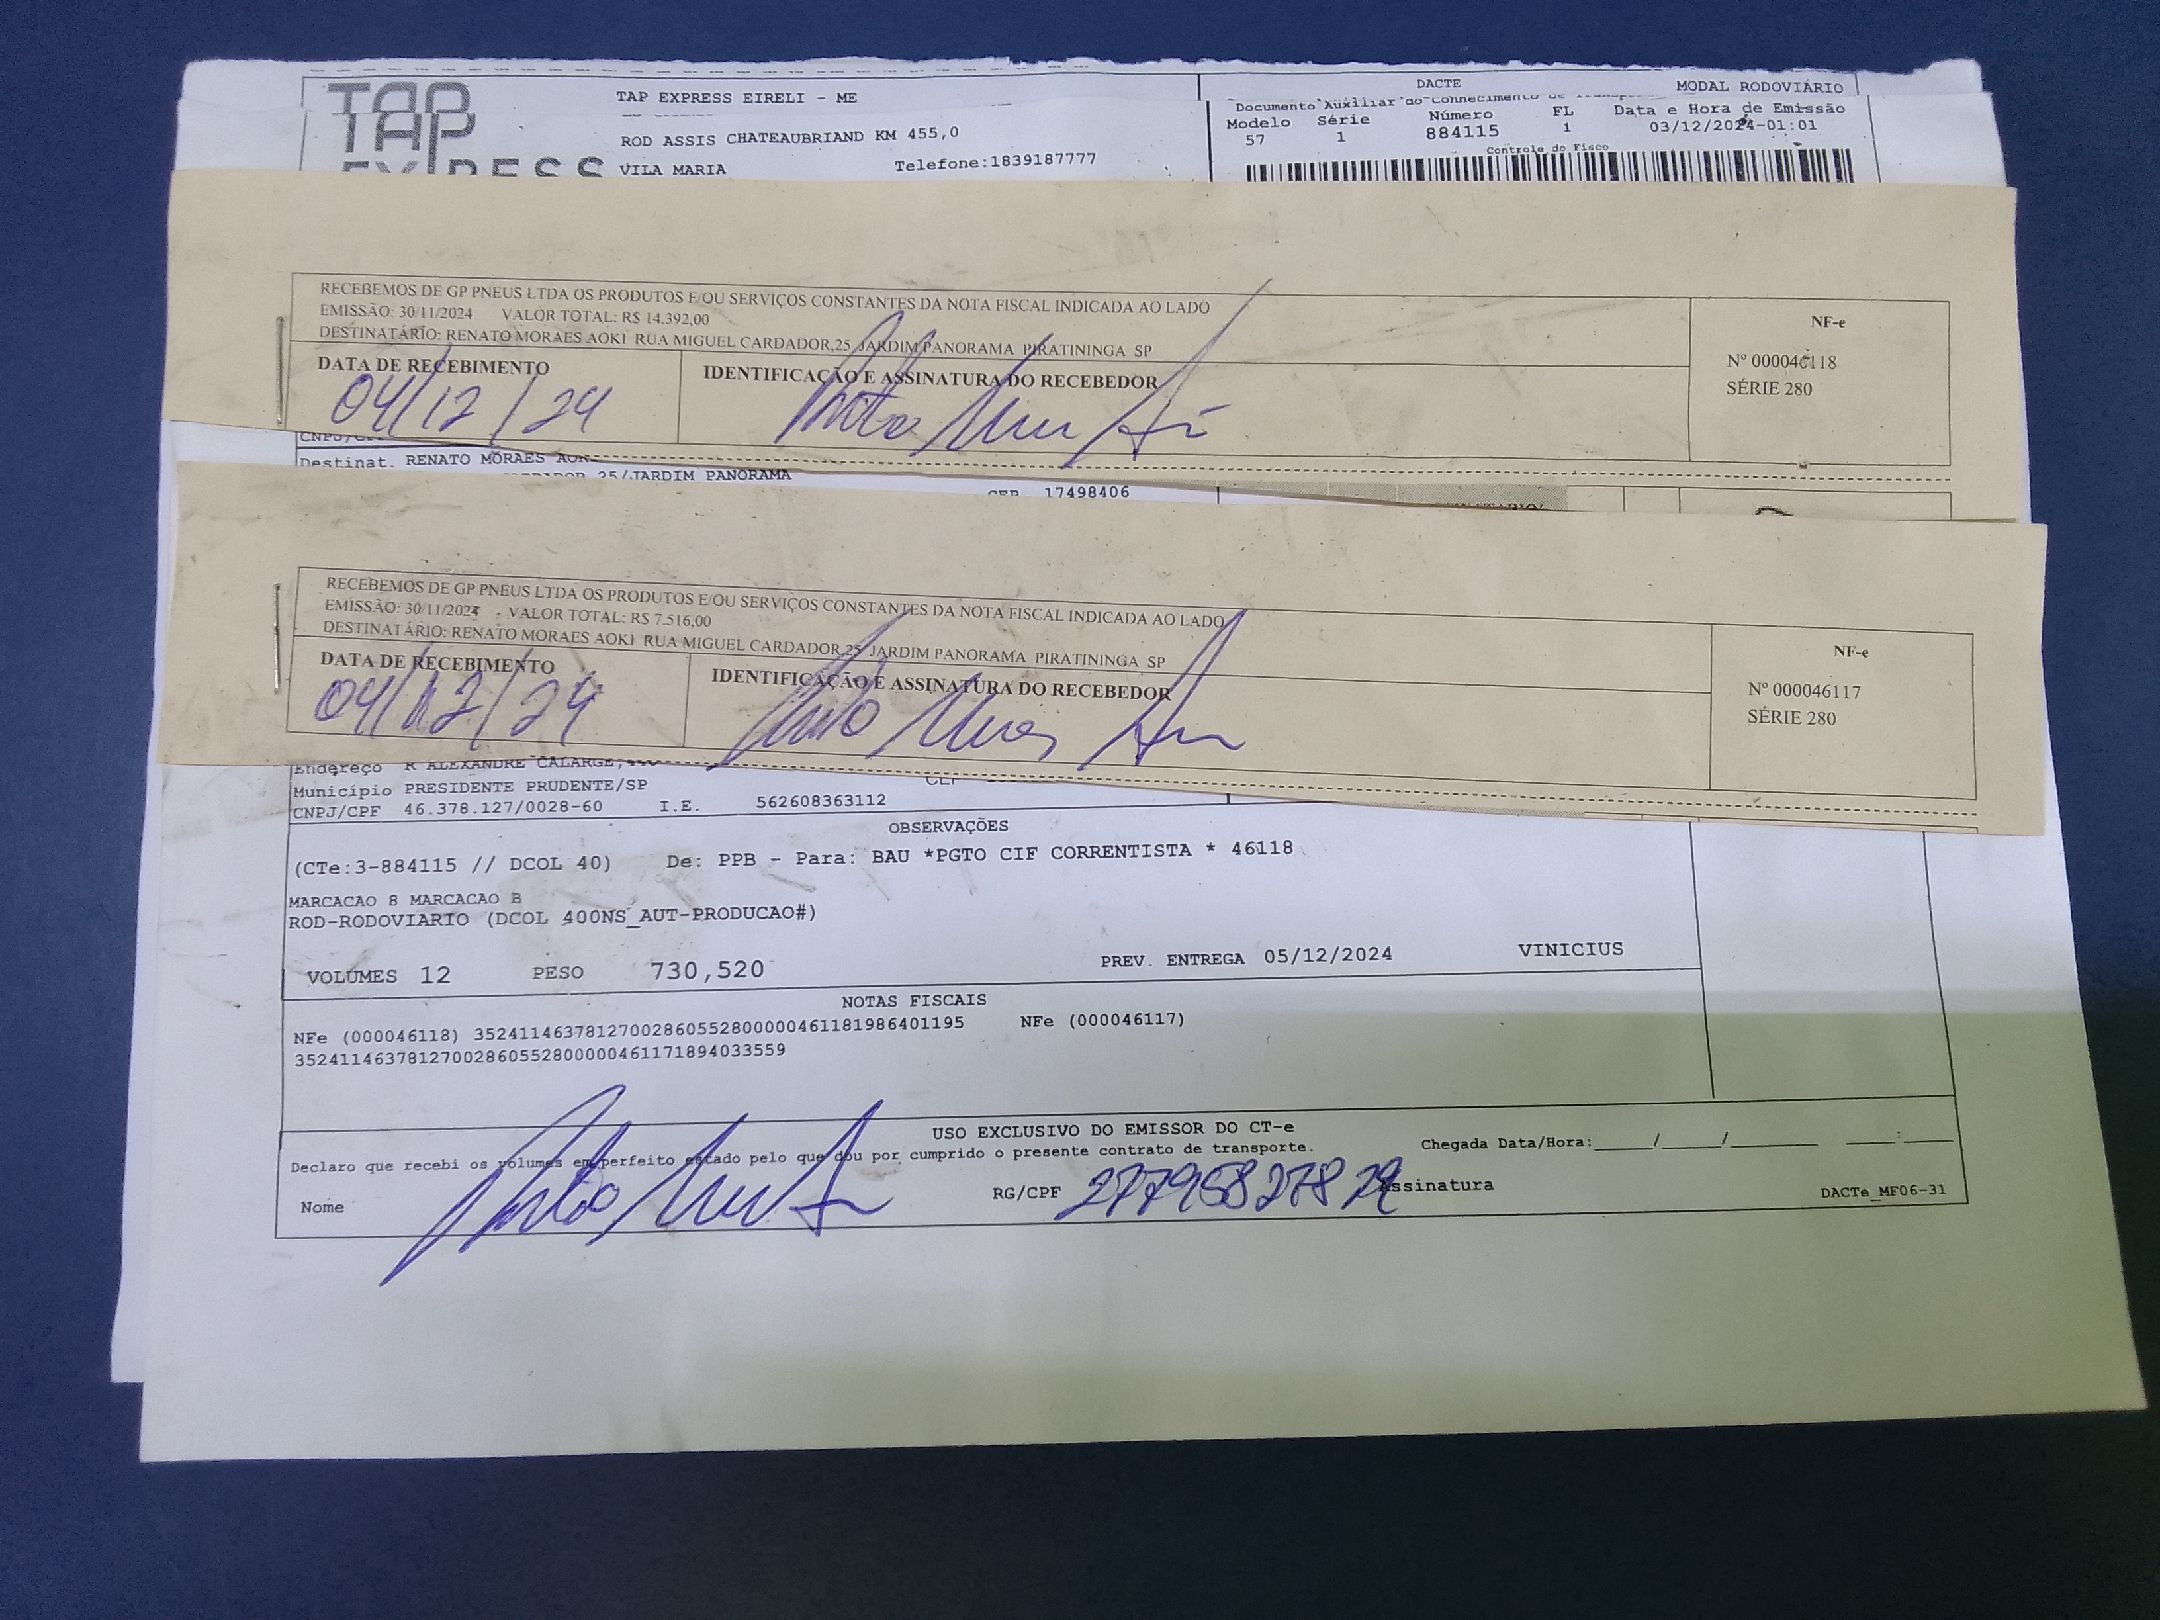 TAP
TAP
TAP EXPRESS EIRELI - ME
ROD ASSIS CHATEAUBRIAND KM 455,0
VILA MARIA Telefone:1839187777
DACTE MODAL RODOVIÁRIO
Documento Auxiliar do Conhecimento de
Modelo Série Número FL Data e Hora de Emissão
57 1 884115 1 03/12/2024-01:01
Controle do Fisco
RECEBEMOS DE GP PNEUS LTDA OS PRODUTOS E/OU SERVIÇOS CONSTANTES DA NOTA FISCAL INDICADA AO LADO
EMISSÃO: 30/11/2024 VALOR TOTAL: R$ 14.392,00
DESTINATÁRIO: RENATO MORAES AOKI RUA MIGUEL CARDADOR,25 JARDIM PANORAMA PIRATININGA SP
DATA DE RECEBIMENTO IDENTIFICAÇÃO E ASSINATURA DO RECEBEDOR
04/12/24
NF-e
Nº 000046118
SÉRIE 280
Destinat. RENATO MORAES
25/JARDIM PANORAMA
CEP 17498406
RECEBEMOS DE GP PNEUS LTDA OS PRODUTOS E/OU SERVIÇOS CONSTANTES DA NOTA FISCAL INDICADA AO LADO
EMISSÃO: 30/11/2024 - VALOR TOTAL: R$ 7.516,00
DESTINATÁRIO: RENATO MORAES AOKI RUA MIGUEL CARDADOR,25 JARDIM PANORAMA PIRATININGA SP
DATA DE RECEBIMENTO IDENTIFICAÇÃO E ASSINATURA DO RECEBEDOR
04/12/24
NF-e
Nº 000046117
SÉRIE 280
Endereço R ALEXANDRE CALARGE,
Município PRESIDENTE PRUDENTE/SP
CNPJ/CPF 46.378.127/0028-60 I.E. 562608363112
OBSERVAÇÕES
(CTe:3-884115 // DCOL 40) De: PPB - Para: BAU *PGTO CIF CORRENTISTA * 46118
MARCACAO 8 MARCACAO B
ROD-RODOVIARIO (DCOL 400NS_AUT-PRODUCAO#)
VOLUMES 12 PESO 730,520 PREV. ENTREGA 05/12/2024 VINICIUS
NOTAS FISCAIS
NFe (000046118) 35241146378127002860552800000461181986401195 NFe (000046117)
35241146378127002860552800000461171894033559
USO EXCLUSIVO DO EMISSOR DO CT-e
Declaro que recebi os volumes em perfeito estado pelo que dou por cumprido o presente contrato de transporte. Chegada Data/Hora:_____/_____/_______ ____:____
Nome RG/CPF 27795827829 Assinatura DACTe_MF06-31